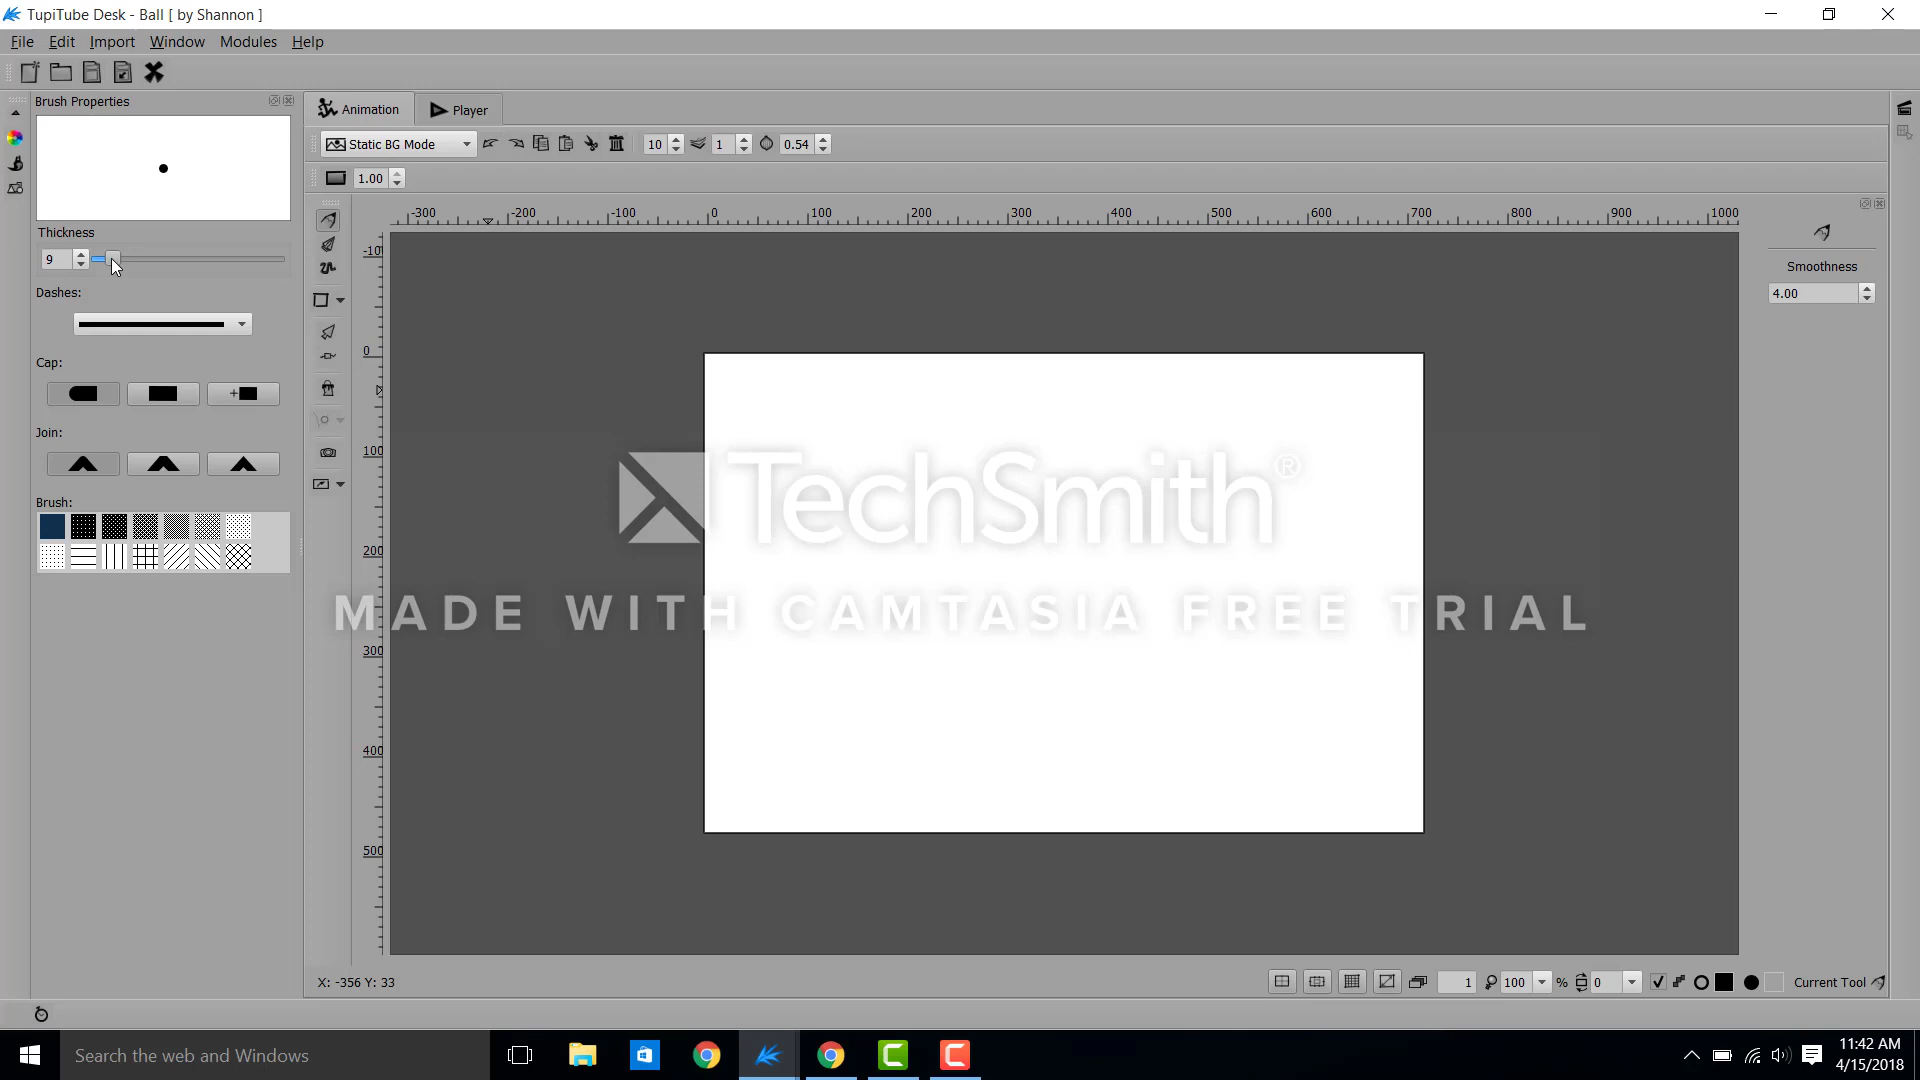 TupiTube Desk - Ball [ by Shannon ]
File Edit Import Window Modules Help
Brush Properties
Animation
Player
Static BG Mode
10
1
0.54
1.00
-300 -200 -100 0 100 200 300 400 500 600 700 800 900 1000
Thickness
9
Dashes:
Cap:
Join:
Brush:
-10
0
100
200
300
400
500
Smoothness
4.00
TechSmith®
MADE WITH CAMTASIA FREE TRIAL
X: -356 Y: 33
1
100
%
0
Current Tool
Search the web and Windows
11:42 AM
4/15/2018